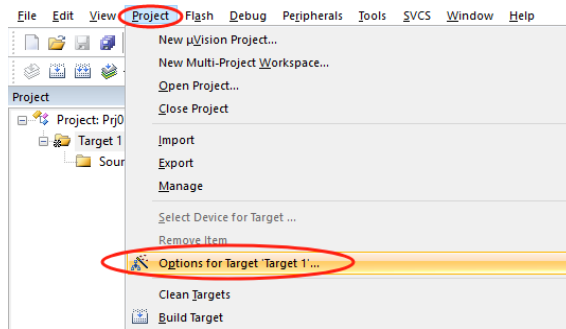 File Edit View Project Flash Debug Peripherals Tools SVCS Window Help
New µVision Project...
New Multi-Project Workspace...
Open Project...
Close Project
Project
Project: Prj0
Target 1
Sour
Import
Export
Manage
Select Device for Target ...
Remove Item
Options for Target 'Target 1'...
Clean Targets
Build Target